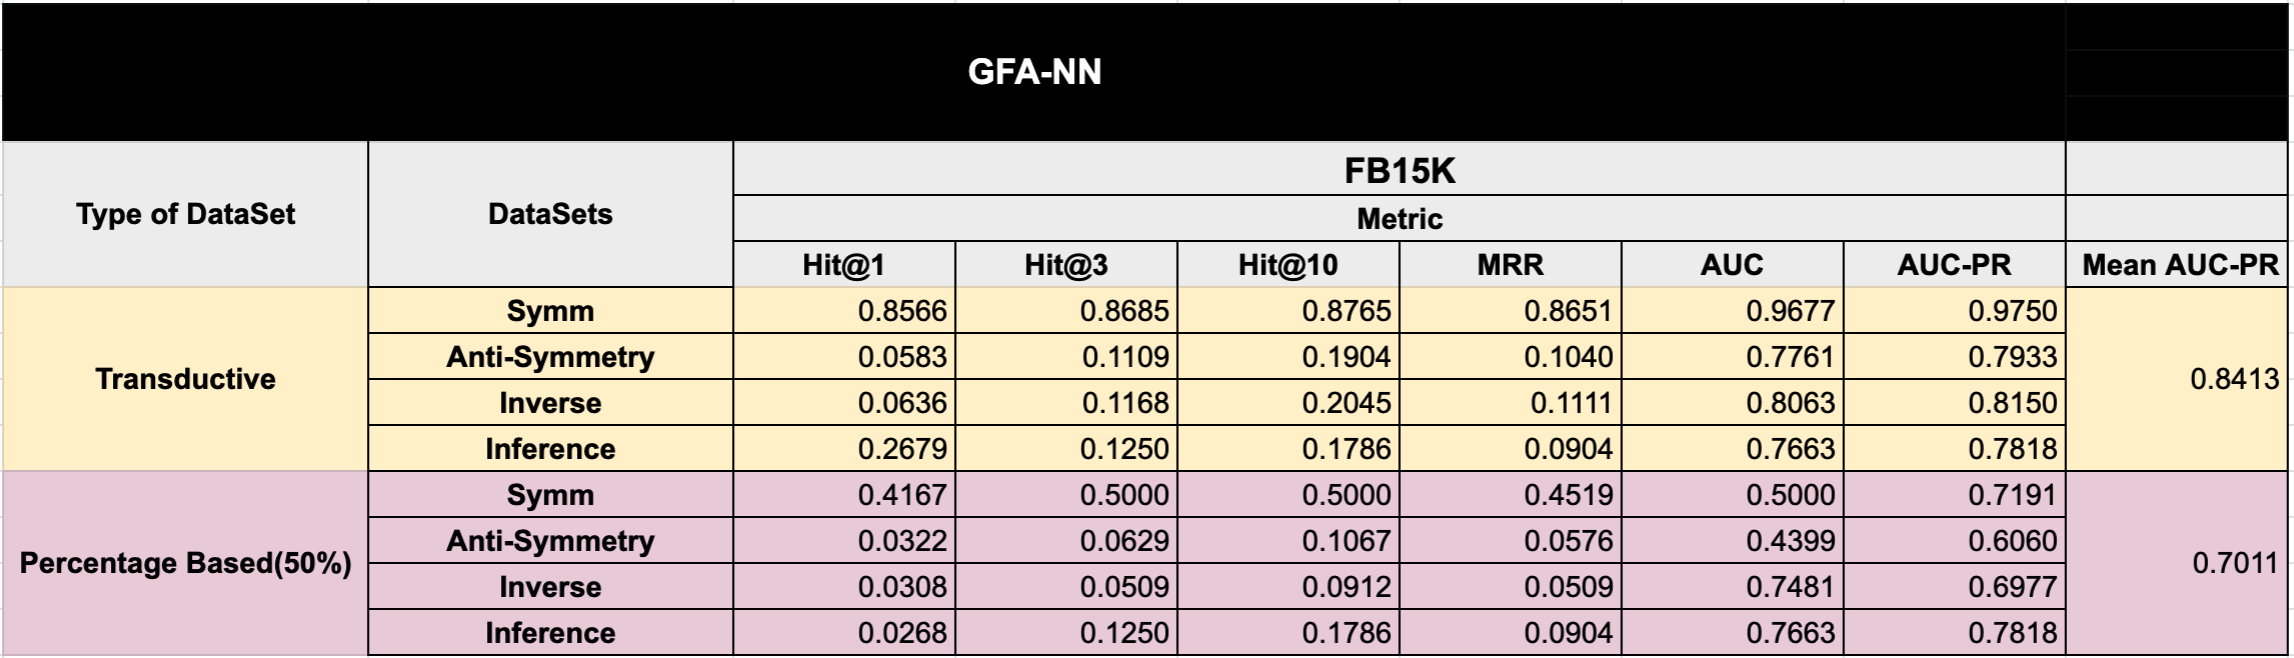 GFA-NN
Type of DataSet DataSets FB15K
Metric
Hit@1 Hit@3 Hit@10 MRR AUC AUC-PR Mean AUC-PR
Transductive Symm 0.8566 0.8685 0.8765 0.8651 0.9677 0.9750 0.8413
Anti-Symmetry 0.0583 0.1109 0.1904 0.1040 0.7761 0.7933
Inverse 0.0636 0.1168 0.2045 0.1111 0.8063 0.8150
Inference 0.2679 0.1250 0.1786 0.0904 0.7663 0.7818
Percentage Based(50%) Symm 0.4167 0.5000 0.5000 0.4519 0.5000 0.7191 0.7011
Anti-Symmetry 0.0322 0.0629 0.1067 0.0576 0.4399 0.6060
Inverse 0.0308 0.0509 0.0912 0.0509 0.7481 0.6977
Inference 0.0268 0.1250 0.1786 0.0904 0.7663 0.7818